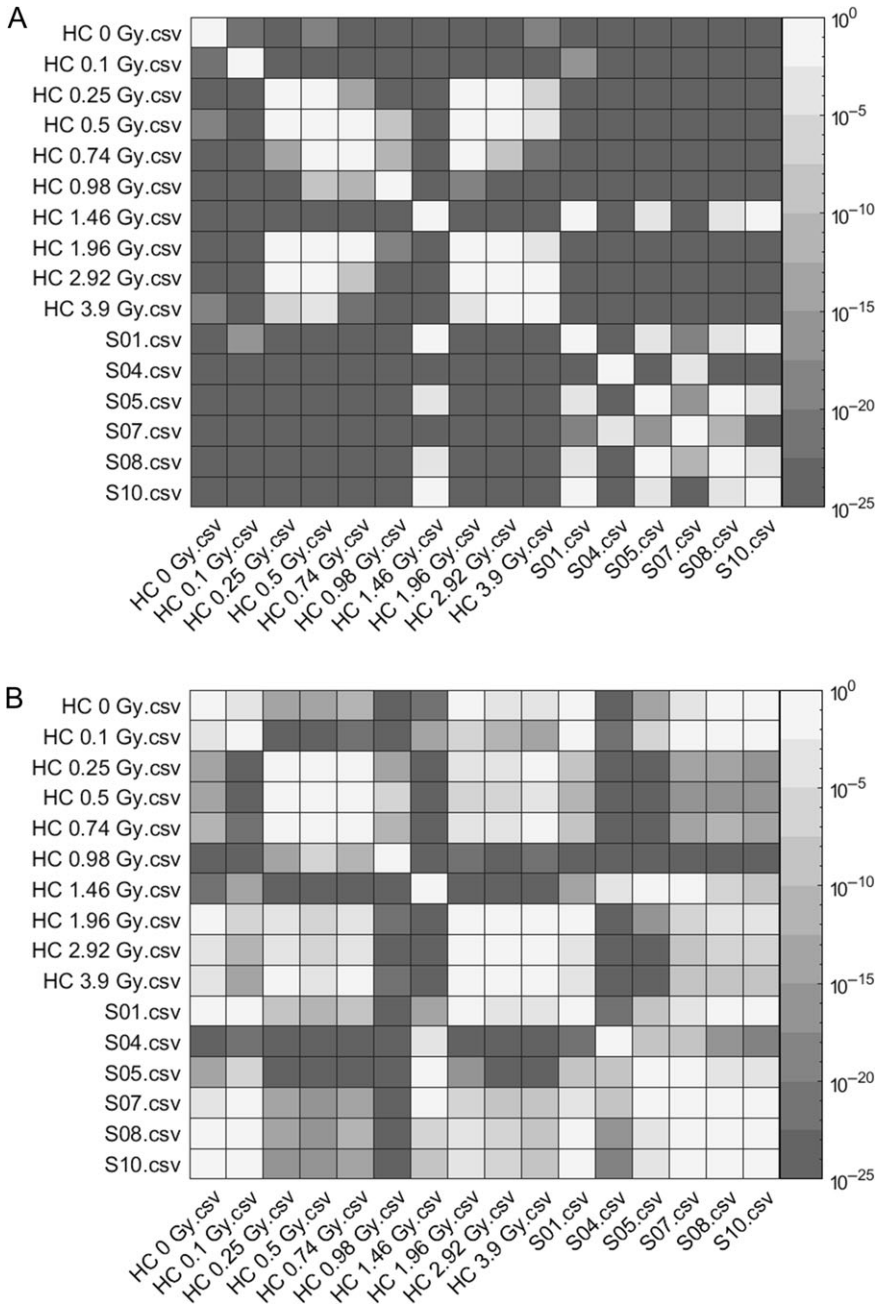 A
HC 0 Gy.csv
HC 0.1 Gy.csv
HC 0.25 Gy.csv
HC 0.5 Gy.csv
HC 0.74 Gy.csv
HC 0.98 Gy.csv
HC 1.46 Gy.csv
HC 1.96 Gy.csv
HC 2.92 Gy.csv
HC 3.9 Gy.csv
S01.csv
S04.csv
S05.csv
S07.csv
S08.csv
S10.csv
HC 0 Gy.csv
HC 0.1 Gy.csv
HC 0.25 Gy.csv
HC 0.5 Gy.csv
HC 0.74 Gy.csv
HC 0.98 Gy.csv
HC 1.46 Gy.csv
HC 1.96 Gy.csv
HC 2.92 Gy.csv
HC 3.9 Gy.csv
S01.csv
S04.csv
S05.csv
S07.csv
S08.csv
S10.csv
10⁰
10⁻⁵
10⁻¹⁰
10⁻¹⁵
10⁻²⁰
10⁻²⁵
B
HC 0 Gy.csv
HC 0.1 Gy.csv
HC 0.25 Gy.csv
HC 0.5 Gy.csv
HC 0.74 Gy.csv
HC 0.98 Gy.csv
HC 1.46 Gy.csv
HC 1.96 Gy.csv
HC 2.92 Gy.csv
HC 3.9 Gy.csv
S01.csv
S04.csv
S05.csv
S07.csv
S08.csv
S10.csv
HC 0 Gy.csv
HC 0.1 Gy.csv
HC 0.25 Gy.csv
HC 0.5 Gy.csv
HC 0.74 Gy.csv
HC 0.98 Gy.csv
HC 1.46 Gy.csv
HC 1.96 Gy.csv
HC 2.92 Gy.csv
HC 3.9 Gy.csv
S01.csv
S04.csv
S05.csv
S07.csv
S08.csv
S10.csv
10⁰
10⁻⁵
10⁻¹⁰
10⁻¹⁵
10⁻²⁰
10⁻²⁵